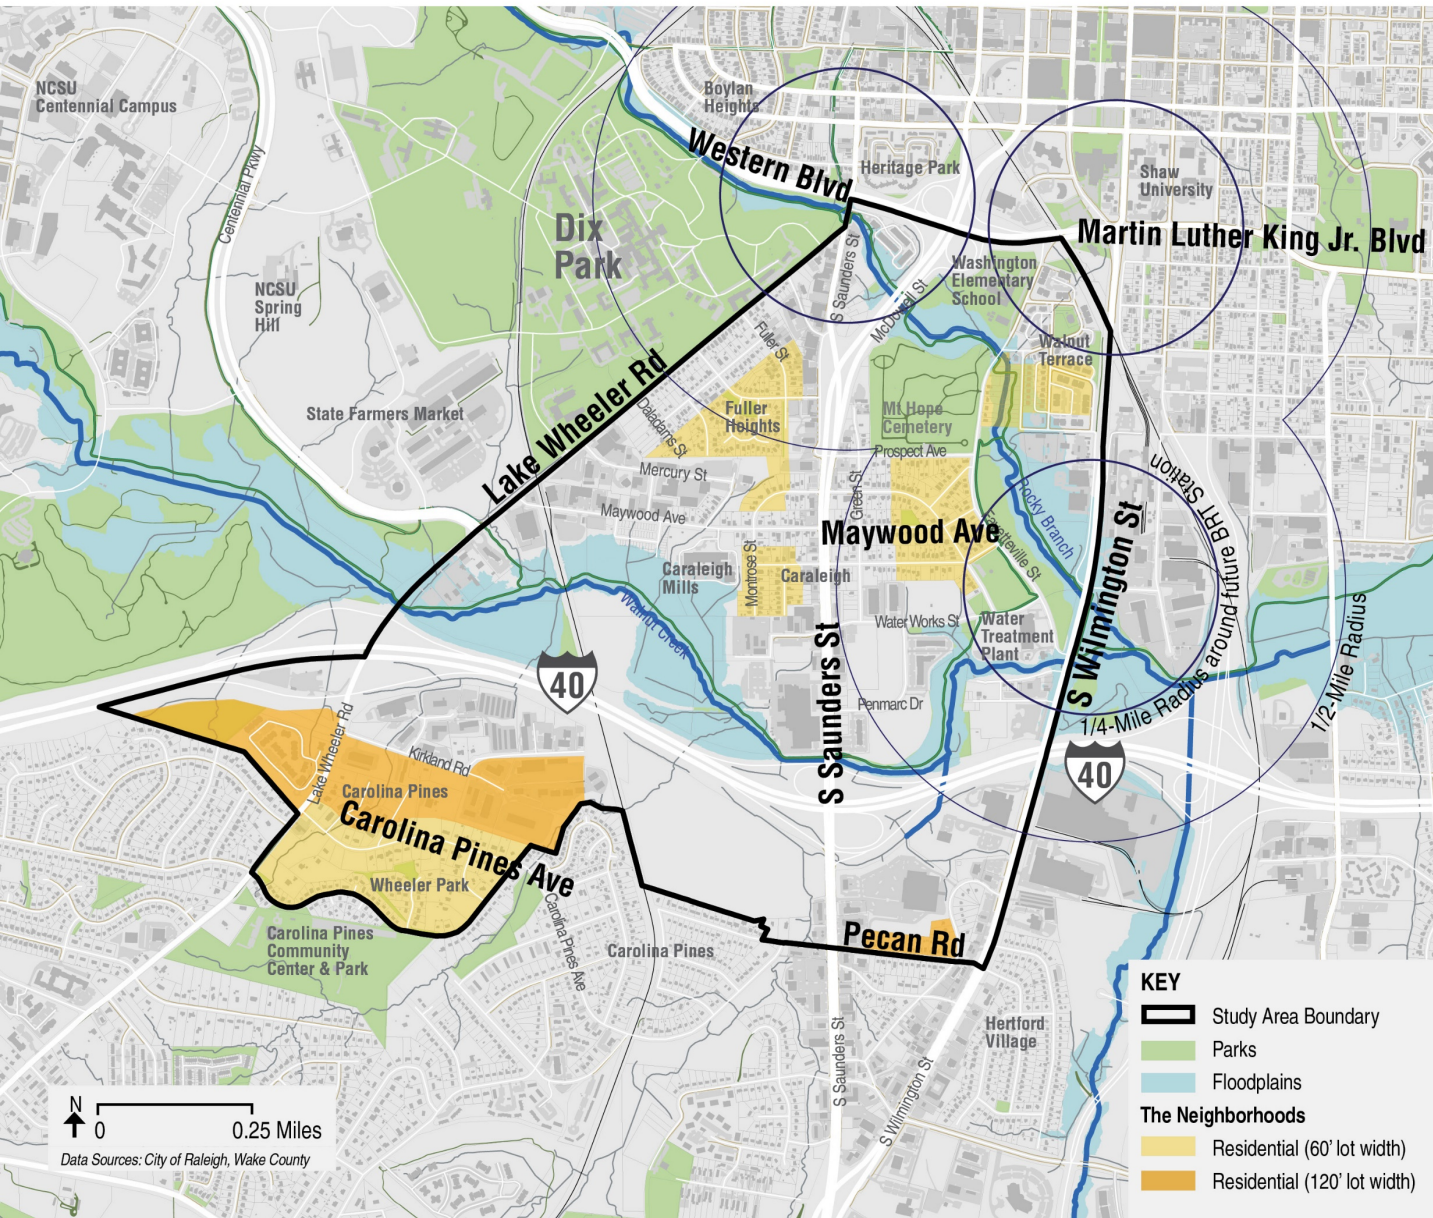 NCSU
Centennial Campus
Boylan
Heights
Western Blvd
Heritage Park
Shaw
University
Martin Luther King Jr. Blvd
Centennial Pkwy
Dix
Park
S Saunders St
McDowell St
Washington
Elementary
School
NCSU
Spring
Hill
Fuller St
Walnut
Terrace
State Farmers Market
Lake Wheeler Rd
Daladams St
Fuller
Heights
Mt Hope
Cemetery
Prospect Ave
Mercury St
Green St
Maywood Ave
Maywood Ave
Rocky Branch
Fayetteville St
S Wilmington St
1/4-Mile Radius around future BRT Station
1/2-Mile Radius
Caraleigh
Mills
Montrose St
Caraleigh
Walnut Creek
Water Works St
Water
Treatment
Plant
40
S Saunders St
Penmarc Dr
40
Lake Wheeler Rd
Kirkland Rd
Carolina Pines
Carolina Pines Ave
Wheeler Park
Carolina Pines
Community
Center & Park
Carolina Pines Ave
Carolina Pines
Pecan Rd
S Saunders St
S Wilmington St
Hertford
Village
KEY
Study Area Boundary
Parks
Floodplains
The Neighborhoods
Residential (60' lot width)
Residential (120' lot width)
N
0 0.25 Miles
Data Sources: City of Raleigh, Wake County